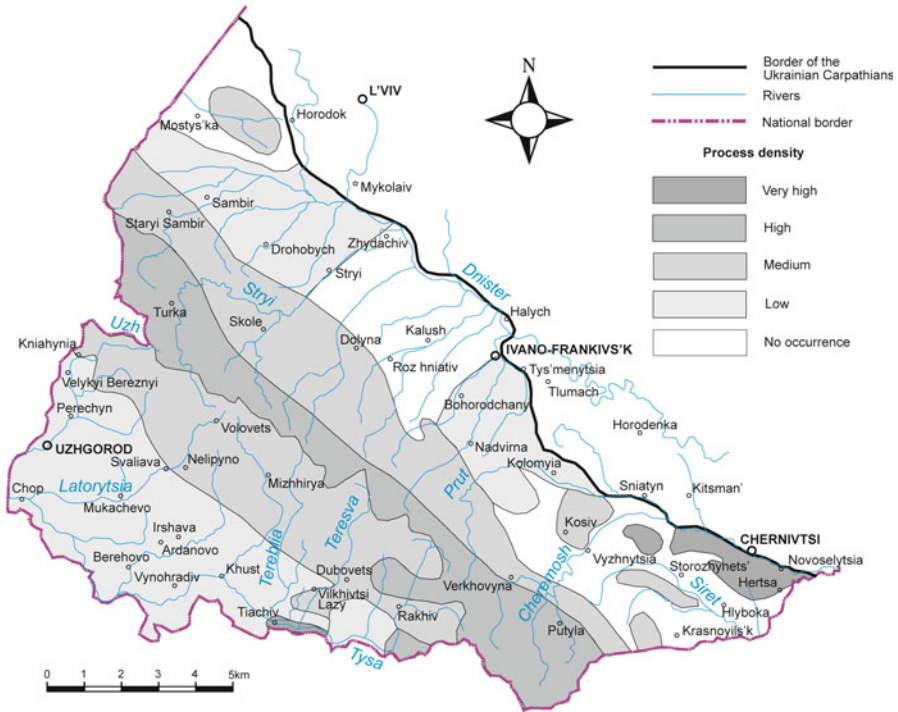 N
Border of the
Ukrainian Carpathians
Rivers
National border
Process density
Very high
High
Medium
Low
No occurrence
L'VIV
Horodok
Mostys'ka
Mykolaiv
Sambir
Staryi Sambir
Drohobych
Zhydachiv
Stryi
Dnister
Stryi
Turka
Skole
Uzh
Kniahynia
Dolyna
Kalush
Halych
Roz hniativ
IVANO-FRANKIVS'K
Tys'menytsia
Tlumach
Velykyi Bereznyi
Perechyn
Bohorodchany
Horodenka
Volovets
UZHGOROD
Svaliava
Nelipyno
Nadvirna
Kolomyia
Mizhhirya
Prut
Chop
Latorytsia
Mukachevo
Teresva
Sniatyn
Kitsman'
Kosiv
Irshava
Ardanovo
Tereblia
CHERNIVTSI
Vyzhnytsia
Berehovo
Vynohradiv
Khust
Dubovets
Verkhovyna
Cheremosh
Storozhynets'
Novoselytsia
Siret
Hertsa
Vilkhivtsi
Lazy
Tiachiv
Rakhiv
Hlyboka
Putyla
Krasnoyils'k
Tysa
0 1 2 3 4 5km